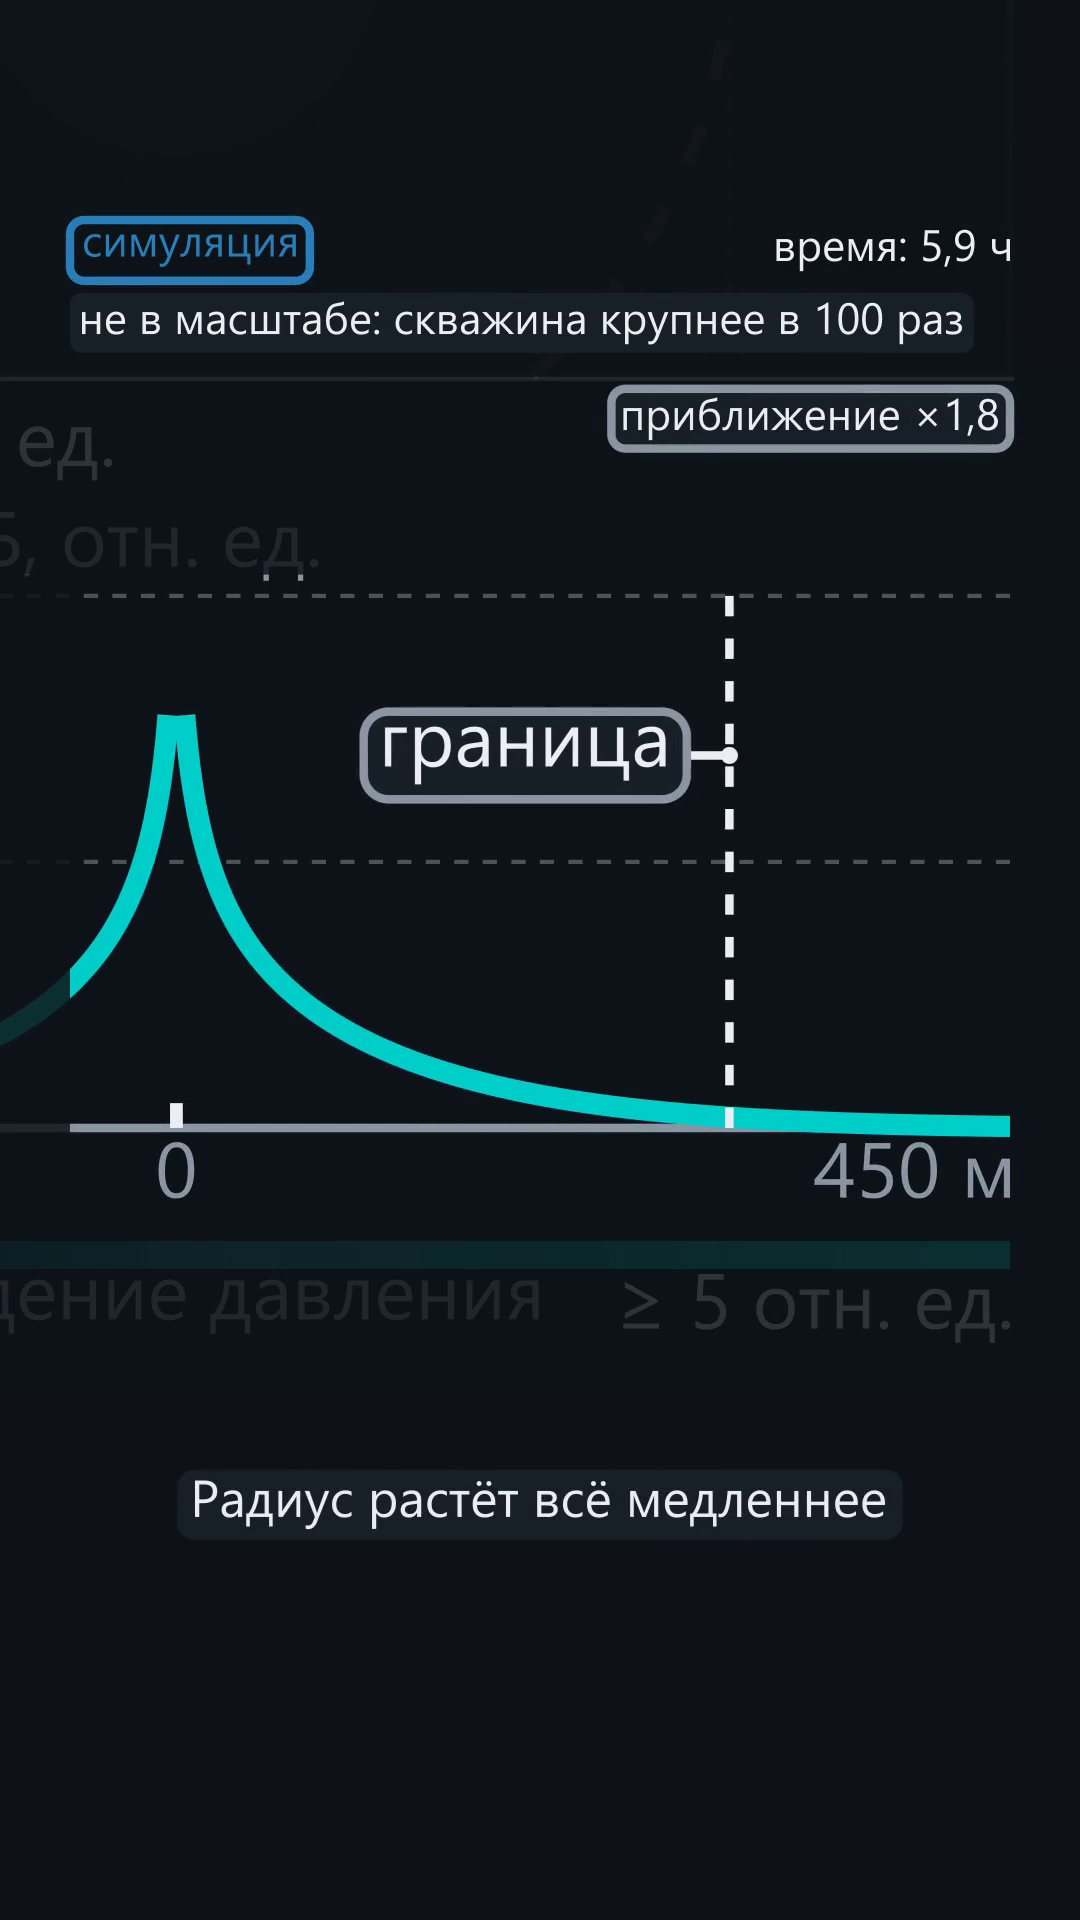 симуляция
время: 5,9 ч
не в масштабе: скважина крупнее в 100 раз
приближение ×1,8
ед.
отн. ед.
граница
0
450 м
давления
≥ 5 отн. ед.
Радиус растёт всё медленнее